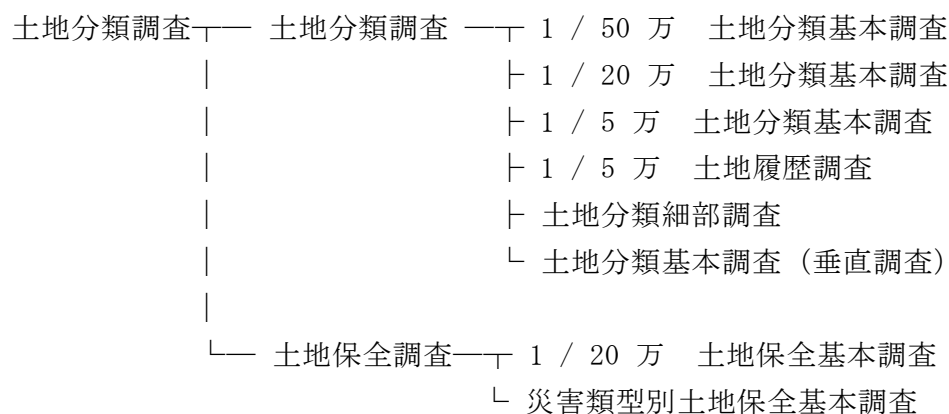 土地分類調査┬─ 土地分類調査 ─┬ 1 / 50 万 土地分類基本調査
│ ├ 1 / 20 万 土地分類基本調査
│ ├ 1 / 5 万 土地分類基本調査
│ ├ 1 / 5 万 土地履歴調査
│ ├ 土地分類細部調査
│ └ 土地分類基本調査（垂直調査）
│
└─ 土地保全調査─┬ 1 / 20 万 土地保全基本調査
└ 災害類型別土地保全基本調査